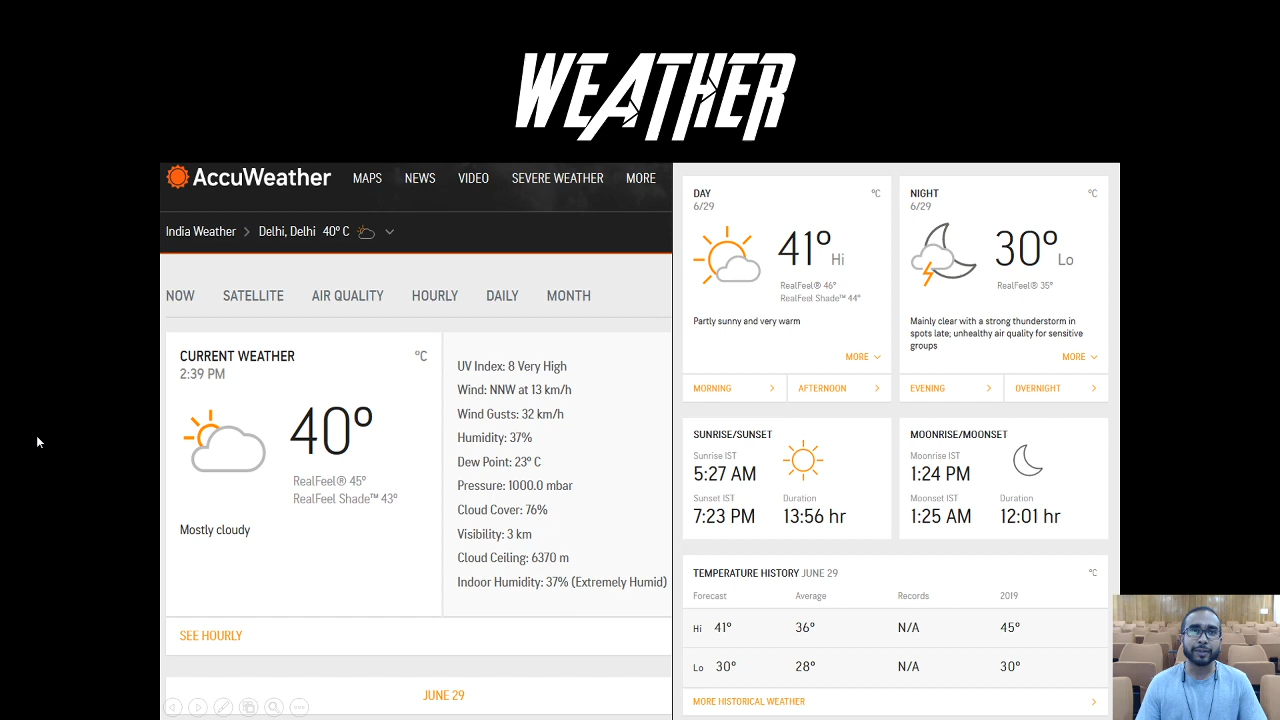 WEATHER
AccuWeather
MAPS NEWS VIDEO SEVERE WEATHER MORE
India Weather > Delhi, Delhi 40° C
NOW SATELLITE AIR QUALITY HOURLY DAILY MONTH
CURRENT WEATHER °C
2:39 PM
40°
RealFeel® 45°
RealFeel Shade™ 43°
Mostly cloudy
UV Index: 8 Very High
Wind: NNW at 13 km/h
Wind Gusts: 32 km/h
Humidity: 37%
Dew Point: 23° C
Pressure: 1000.0 mbar
Cloud Cover: 76%
Visibility: 3 km
Cloud Ceiling: 6370 m
Indoor Humidity: 37% (Extremely Humid)
SEE HOURLY
JUNE 29
DAY °C
6/29
41° Hi
RealFeel® 46°
RealFeel Shade™ 44°
Partly sunny and very warm
MORE
MORNING > AFTERNOON >
NIGHT °C
6/29
30° Lo
RealFeel® 35°
Mainly clear with a strong thunderstorm in
spots late; unhealthy air quality for sensitive
groups
MORE
EVENING > OVERNIGHT >
SUNRISE/SUNSET
Sunrise IST
5:27 AM
Sunset IST Duration
7:23 PM 13:56 hr
MOONRISE/MOONSET
Moonrise IST
1:24 PM
Moonset IST Duration
1:25 AM 12:01 hr
TEMPERATURE HISTORY JUNE 29 °C
Forecast Average Records 2019
Hi 41° 36° N/A 45°
Lo 30° 28° N/A 30°
MORE HISTORICAL WEATHER >